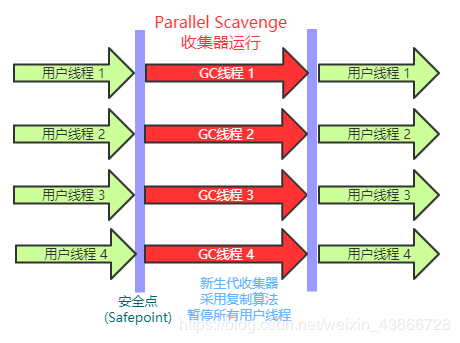 Parallel Scavenge
收集器运行
用户线程 1
GC线程 1
用户线程 1
用户线程 2
GC线程 2
用户线程 2
用户线程 3
GC线程 3
用户线程 3
用户线程 4
GC线程 4
用户线程 4
安全点
(Safepoint)
新生代收集器
采用复制算法
暂停所有用户线程
https://blog.csdn.net/weixin_43866728